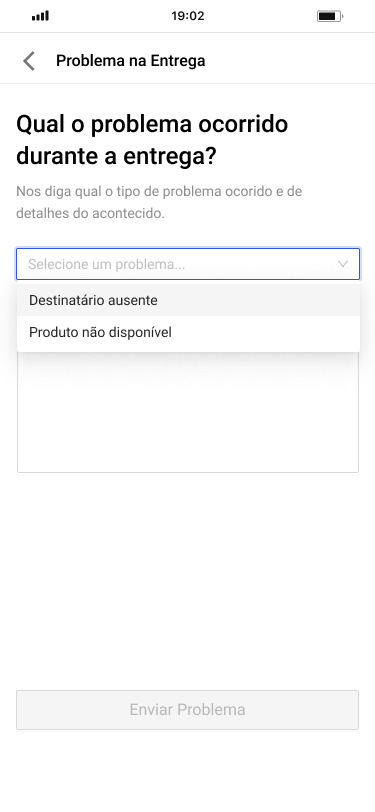 19:02
Problema na Entrega
Qual o problema ocorrido
durante a entrega?
Nos diga qual o tipo de problema ocorido e de
detalhes do acontecido.
Selecione um problema...
Destinatário ausente
Produto não disponível
Enviar Problema